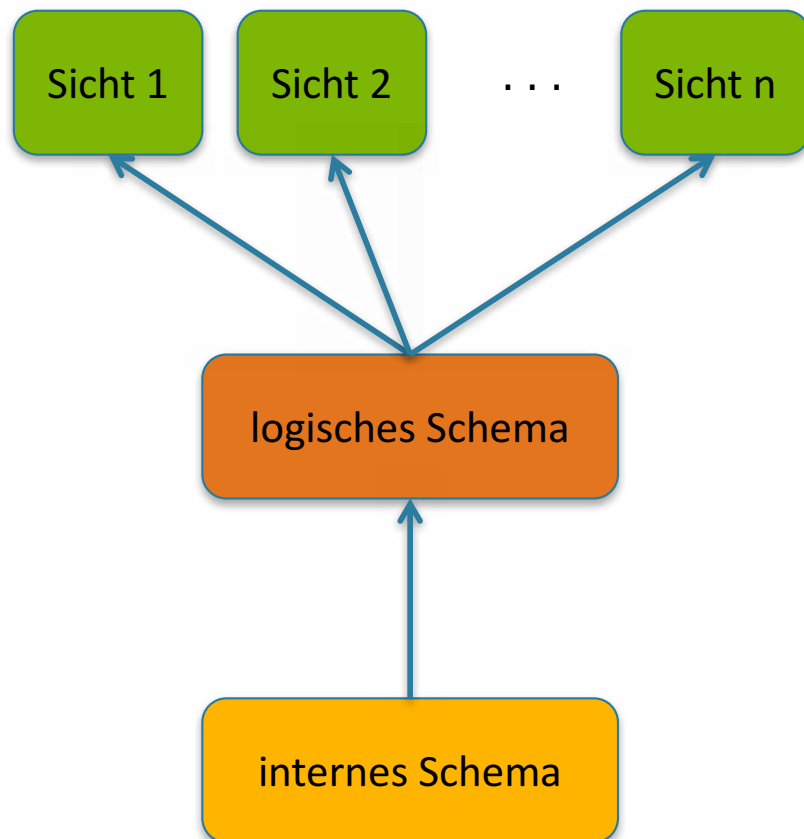 Sicht 1 Sicht 2 . . . Sicht n
logisches Schema
internes Schema